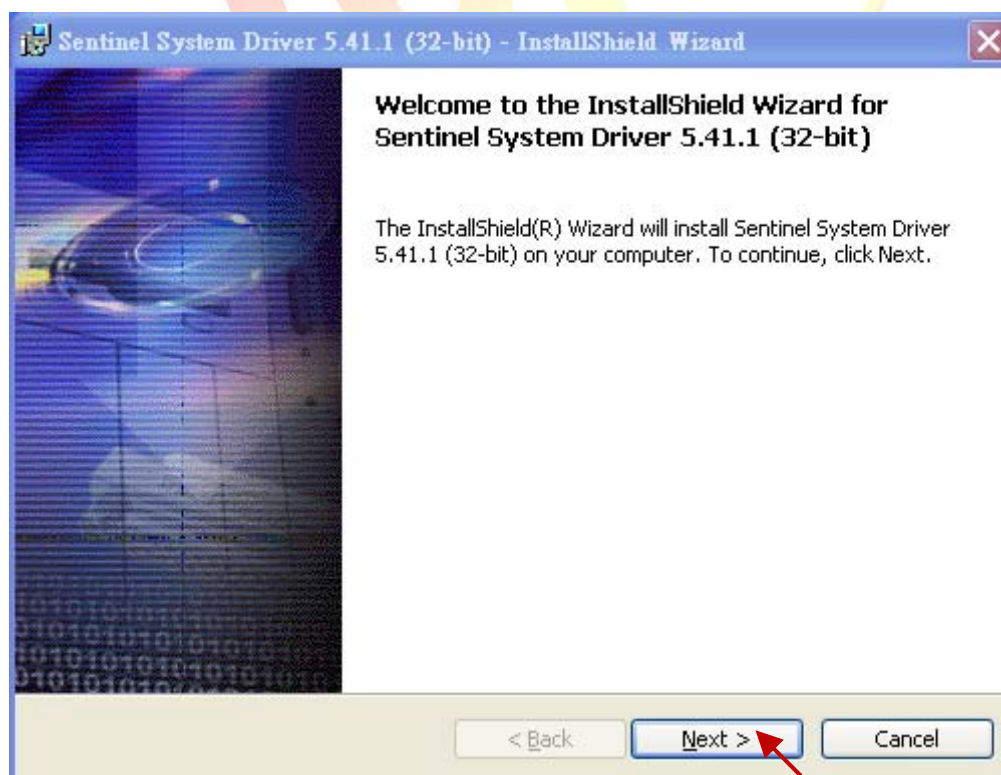 Sentinel System Driver 5.41.1 (32-bit) - InstallShield Wizard
Welcome to the InstallShield Wizard for
Sentinel System Driver 5.41.1 (32-bit)
The InstallShield(R) Wizard will install Sentinel System Driver
5.41.1 (32-bit) on your computer. To continue, click Next.
< Back
Next >
Cancel